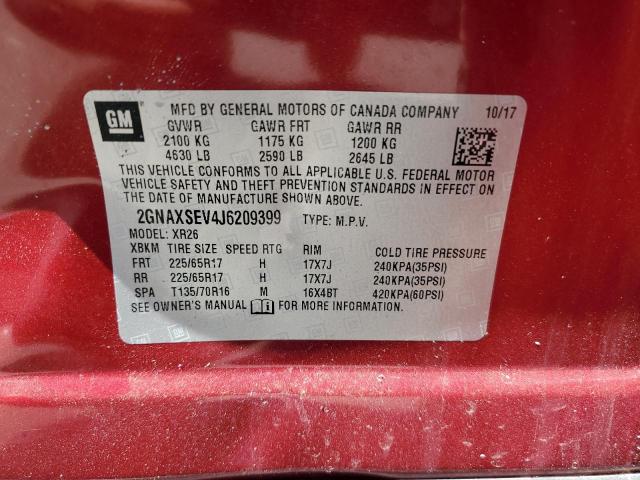 GM MFD BY GENERAL MOTORS OF CANADA COMPANY 10/17
GVWR GAWR FRT GAWR RR
2100 KG 1175 KG 1200 KG
4630 LB 2590 LB 2645 LB
THIS VEHICLE CONFORMS TO ALL APPLICABLE U.S. FEDERAL MOTOR
VEHICLE SAFETY AND THEFT PREVENTION STANDARDS IN EFFECT ON
THE DATE OF MANUFACTURE SHOWN ABOVE.
2GNAXSEV4J6209399 TYPE: M.P.V.
MODEL: XR26
XBKM TIRE SIZE SPEED RTG RIM COLD TIRE PRESSURE
FRT 225/65R17 H 17X7J 240KPA(35PSI)
RR 225/65R17 H 17X7J 240KPA(35PSI)
SPA T135/70R16 M 16X4BT 420KPA(60PSI)
SEE OWNER'S MANUAL FOR MORE INFORMATION.